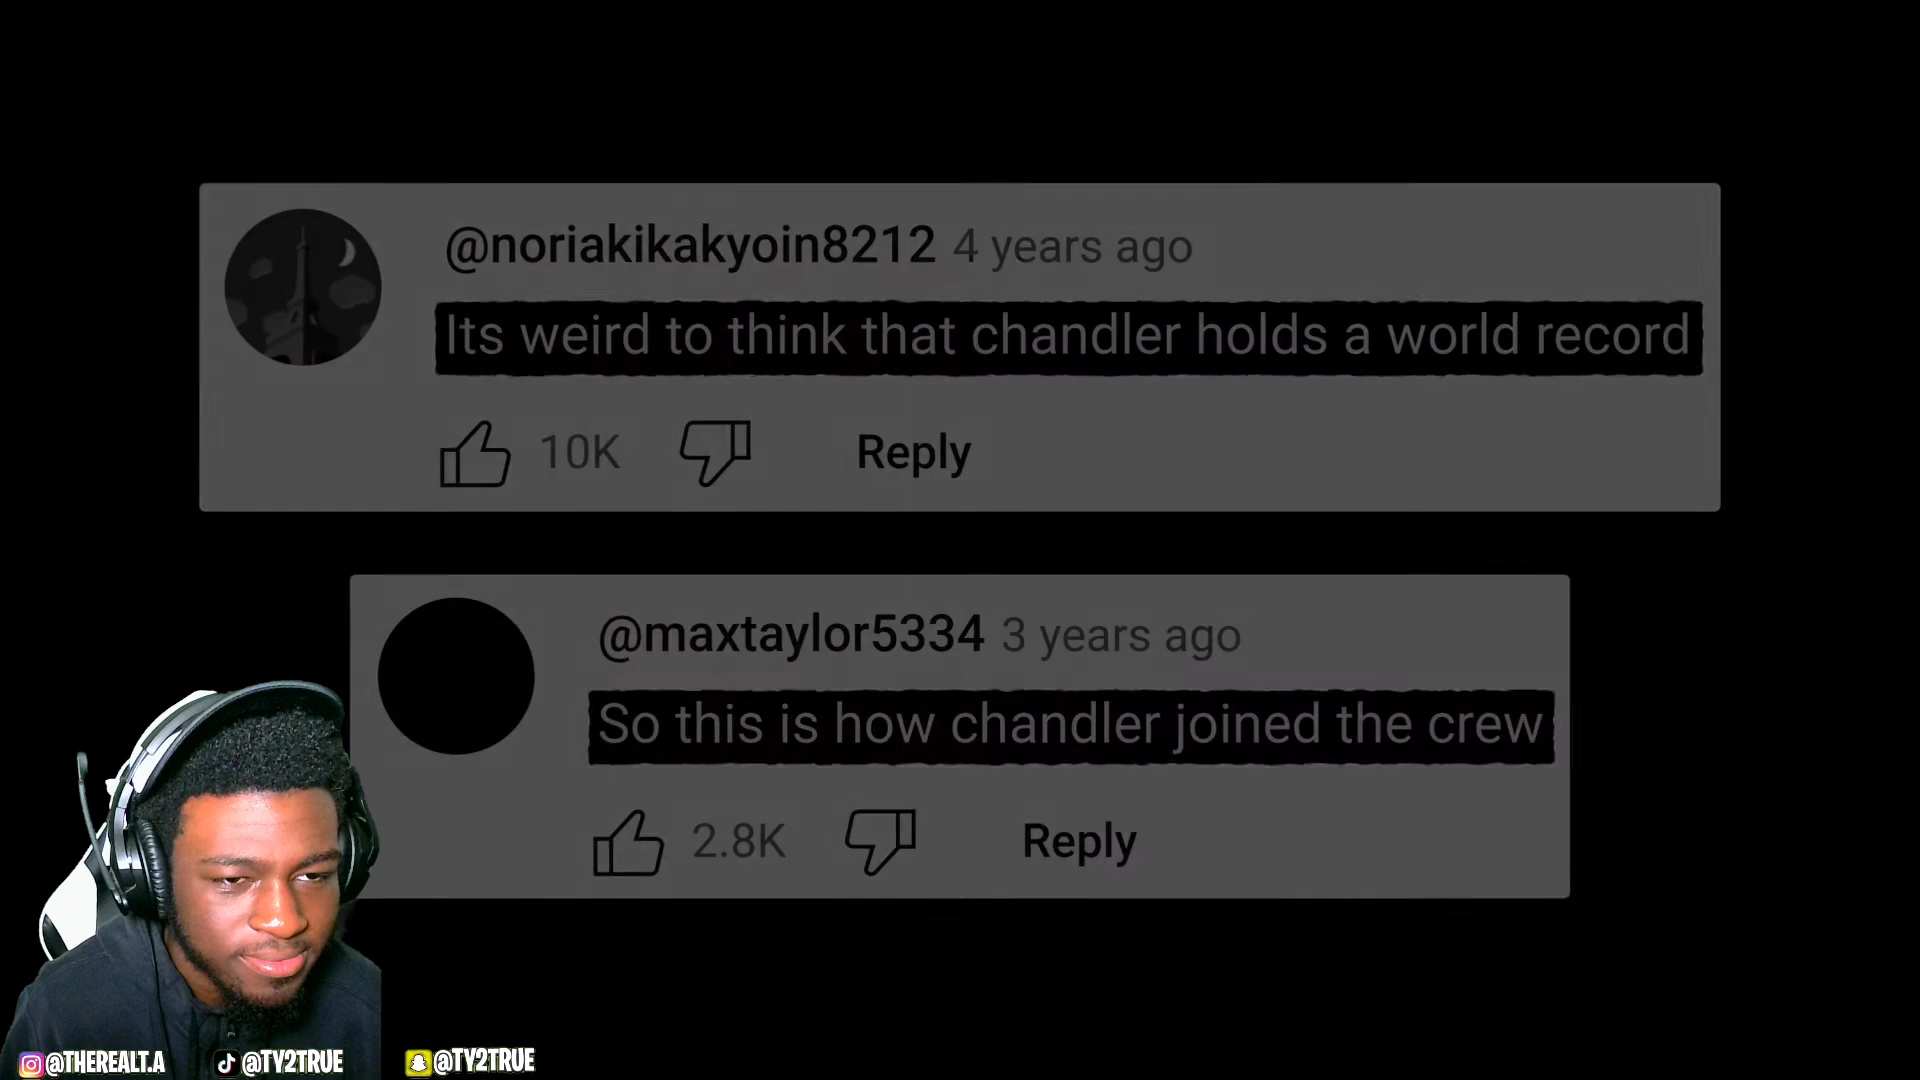 @noriakikakyoin8212 4 years ago
Its weird to think that chandler holds a world record
10K Reply
@maxtaylor5334 3 years ago
So this is how chandler joined the crew
2.8K Reply
@THEREALT.A @TY2TRUE @TY2TRUE